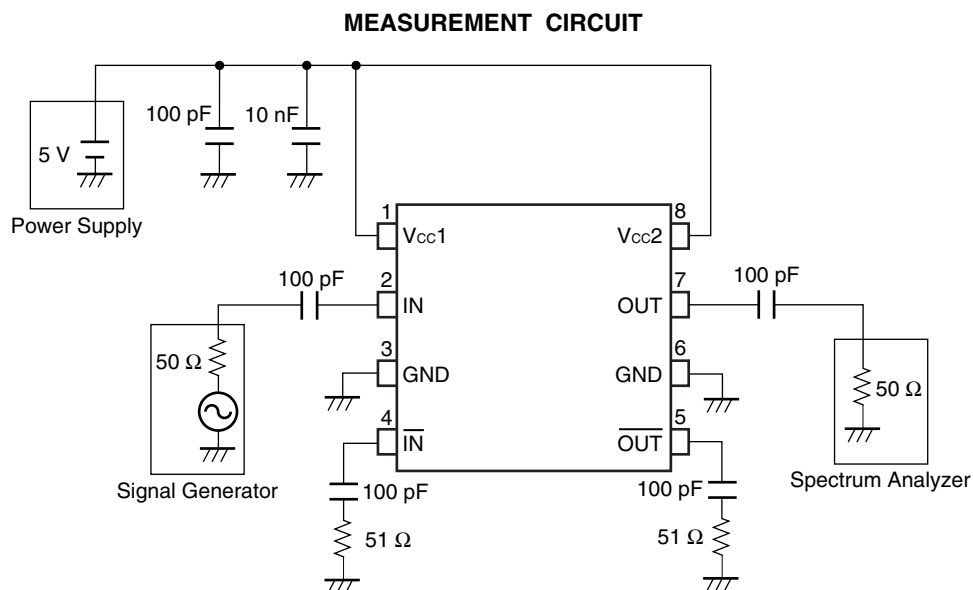 MEASUREMENT CIRCUIT
100 pF
10 nF
5 V
Power Supply
1
VCC1
8
VCC2
100 pF
2
IN
7
OUT
100 pF
50 Ω
3
GND
6
GND
50 Ω
4
I̅N̅
5
O̅U̅T̅
Signal Generator
100 pF
100 pF
Spectrum Analyzer
51 Ω
51 Ω